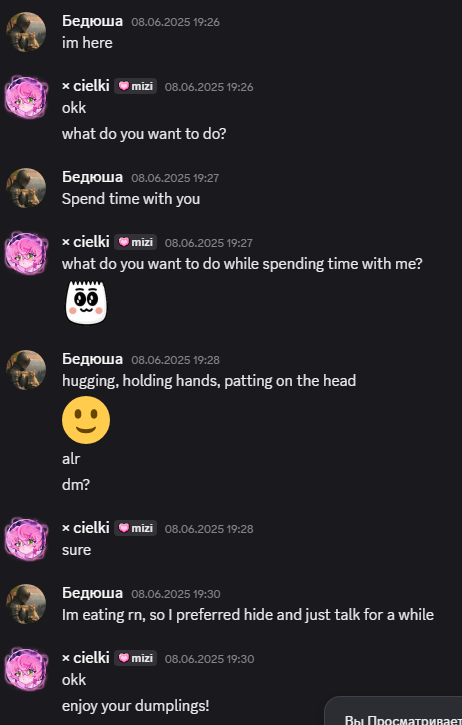 Бедюша 08.06.2025 19:26
im here
× cielki mizi 08.06.2025 19:26
okk
what do you want to do?
Бедюша 08.06.2025 19:27
Spend time with you
× cielki mizi 08.06.2025 19:27
what do you want to do while spending time with me?
Бедюша 08.06.2025 19:28
hugging, holding hands, patting on the head
alr
dm?
× cielki mizi 08.06.2025 19:28
sure
Бедюша 08.06.2025 19:30
Im eating rn, so I preferred hide and just talk for a while
× cielki mizi 08.06.2025 19:30
okk
enjoy your dumplings!
Вы Просматривает